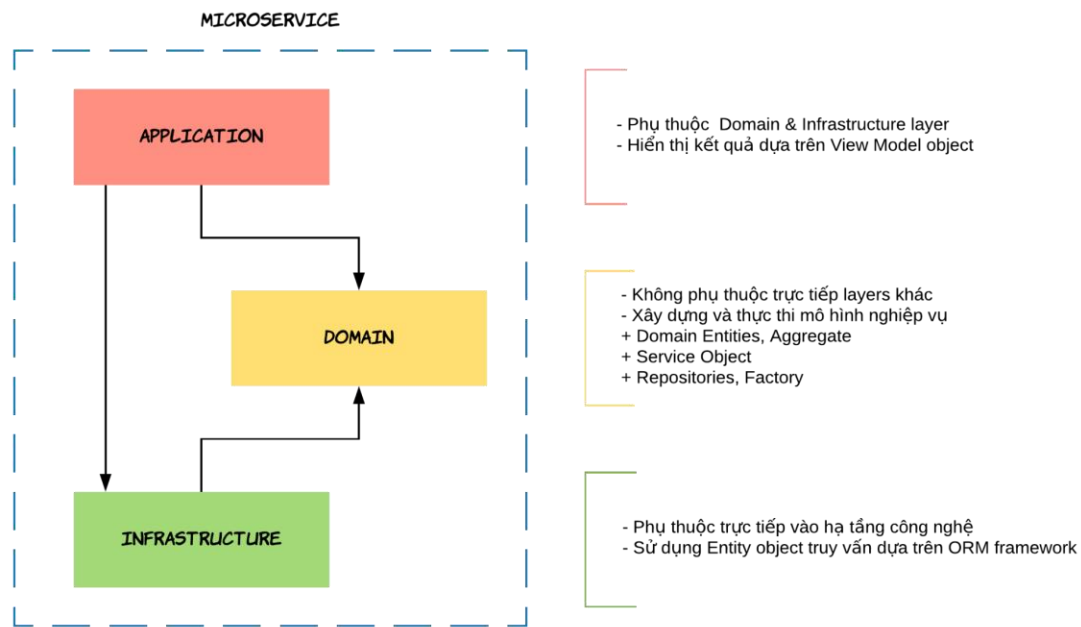 MICROSERVICE
APPLICATION
- Phụ thuộc Domain & Infrastructure layer
- Hiển thị kết quả dựa trên View Model object
DOMAIN
- Không phụ thuộc trực tiếp layers khác
- Xây dựng và thực thi mô hình nghiệp vụ
+ Domain Entities, Aggregate
+ Service Object
+ Repositories, Factory
INFRASTRUCTURE
- Phụ thuộc trực tiếp vào hạ tầng công nghệ
- Sử dụng Entity object truy vấn dựa trên ORM framework